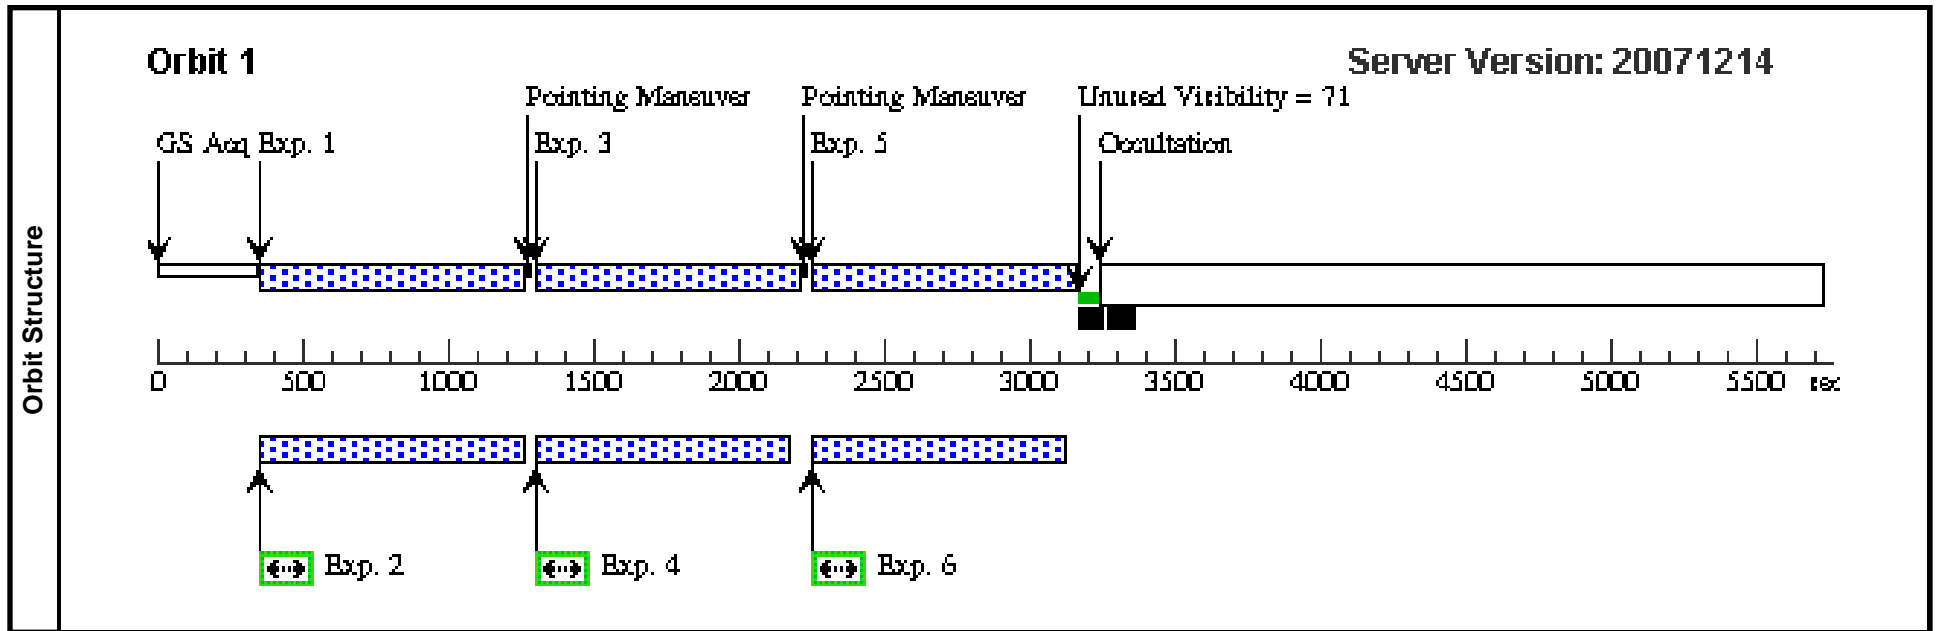 Orbit Structure
Orbit 1
Server Version: 20071214
Pointing Maneuver Pointing Maneuver Unused Visibility = 71
GS Acq Exp. 1 Exp. 3 Exp. 5 Occultation
0 500 1000 1500 2000 2500 3000 3500 4000 4500 5000 5500 sec
Exp. 2 Exp. 4 Exp. 6